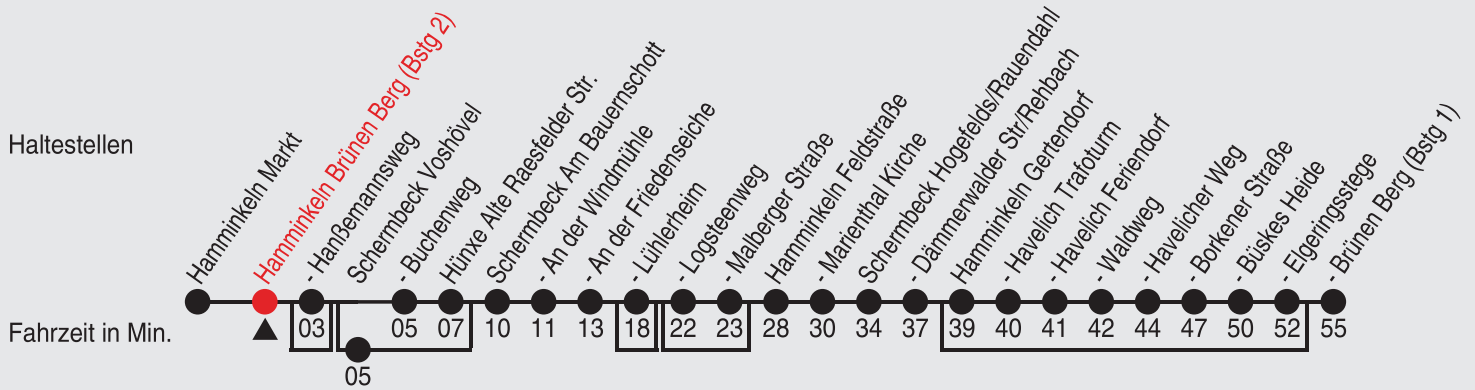 Haltestellen
Hamminkeln Markt
Hamminkeln Brünen Berg (Bstg 2)
- Hanßemannsweg
Schermbeck Voshövel
- Buchenweg
Hünxe Alte Raesfelder Str.
Schermbeck Am Bauernschott
- An der Windmühle
- An der Friedenseiche
- Lühlerheim
- Logsteenweg
- Malberger Straße
Hamminkeln Feldstraße
- Marienthal Kirche
Schermbeck Hogefelds/Rauendahl
- Dämmerwalder Str/Rehbach
Hamminkeln Gertendorf
- Havelich Trafoturm
- Havelich Feriendorf
- Waldweg
- Havelicher Weg
- Borkener Straße
- Büskes Heide
- Elgeringsstege
- Brünen Berg (Bstg 1)
Fahrzeit in Min.
03 05 07 10 11 13 18 22 23 28 30 34 37 39 40 41 42 44 47 50 52 55
05